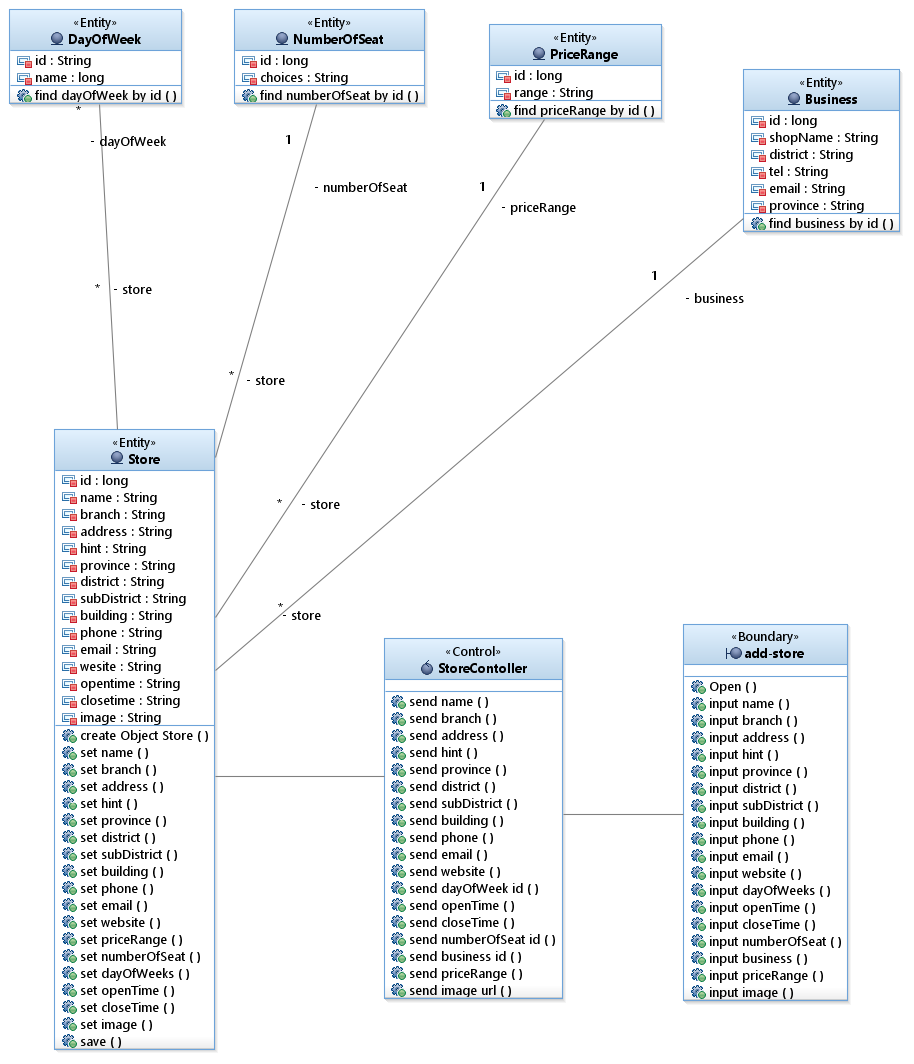 «Entity»
DayOfWeek
id : String
name : long
find dayOfWeek by id ( )
«Entity»
NumberOfSeat
id : long
choices : String
find numberOfSeat by id ( )
«Entity»
PriceRange
id : long
range : String
find priceRange by id ( )
«Entity»
Business
id : long
shopName : String
district : String
tel : String
email : String
province : String
find business by id ( )
*
- dayOfWeek
* - store
1
- numberOfSeat
* - store
1
- priceRange
* - store
1
- business
*
- store
«Entity»
Store
id : long
name : String
branch : String
address : String
hint : String
province : String
district : String
subDistrict : String
building : String
phone : String
email : String
wesite : String
opentime : String
closetime : String
image : String
create Object Store ( )
set name ( )
set branch ( )
set address ( )
set hint ( )
set province ( )
set district ( )
set subDistrict ( )
set building ( )
set phone ( )
set email ( )
set website ( )
set priceRange ( )
set numberOfSeat ( )
set dayOfWeeks ( )
set openTime ( )
set closeTime ( )
set image ( )
save ( )
«Control»
StoreContoller
send name ( )
send branch ( )
send address ( )
send hint ( )
send province ( )
send district ( )
send subDistrict ( )
send building ( )
send phone ( )
send email ( )
send website ( )
send dayOfWeek id ( )
send openTime ( )
send closeTime ( )
send numberOfSeat id ( )
send business id ( )
send priceRange ( )
send image url ( )
«Boundary»
add-store
Open ( )
input name ( )
input branch ( )
input address ( )
input hint ( )
input province ( )
input district ( )
input subDistrict ( )
input building ( )
input phone ( )
input email ( )
input website ( )
input dayOfWeeks ( )
input openTime ( )
input closeTime ( )
input numberOfSeat ( )
input business ( )
input priceRange ( )
input image ( )